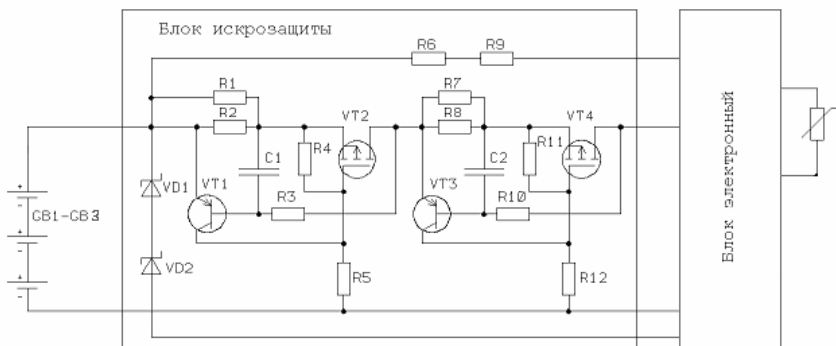 Блок искрозащиты
R6
R9
R1
R7
R2
VT2
R8
VT4
R4
R11
C1
C2
VD1
VT1
R3
VT3
R10
GB1-GB3
VD2
R5
R12
Блок электронный